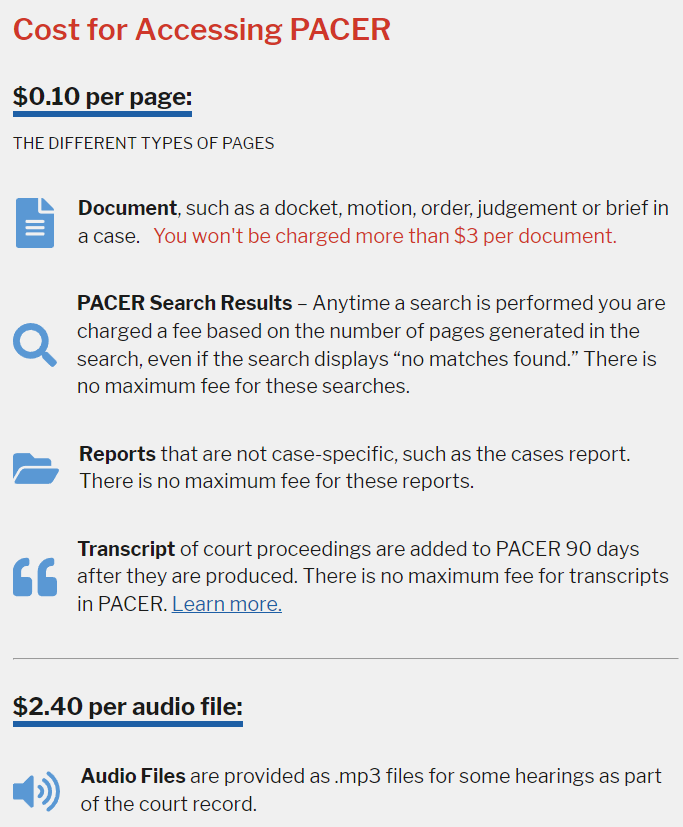 Cost for Accessing PACER
$0.10 per page:
THE DIFFERENT TYPES OF PAGES
Document, such as a docket, motion, order, judgement or brief in
a case. You won't be charged more than $3 per document.
PACER Search Results – Anytime a search is performed you are
charged a fee based on the number of pages generated in the
search, even if the search displays “no matches found.” There is
no maximum fee for these searches.
Reports that are not case-specific, such as the cases report.
There is no maximum fee for these reports.
Transcript of court proceedings are added to PACER 90 days
after they are produced. There is no maximum fee for transcripts
in PACER. Learn more.
$2.40 per audio file:
Audio Files are provided as .mp3 files for some hearings as part
of the court record.